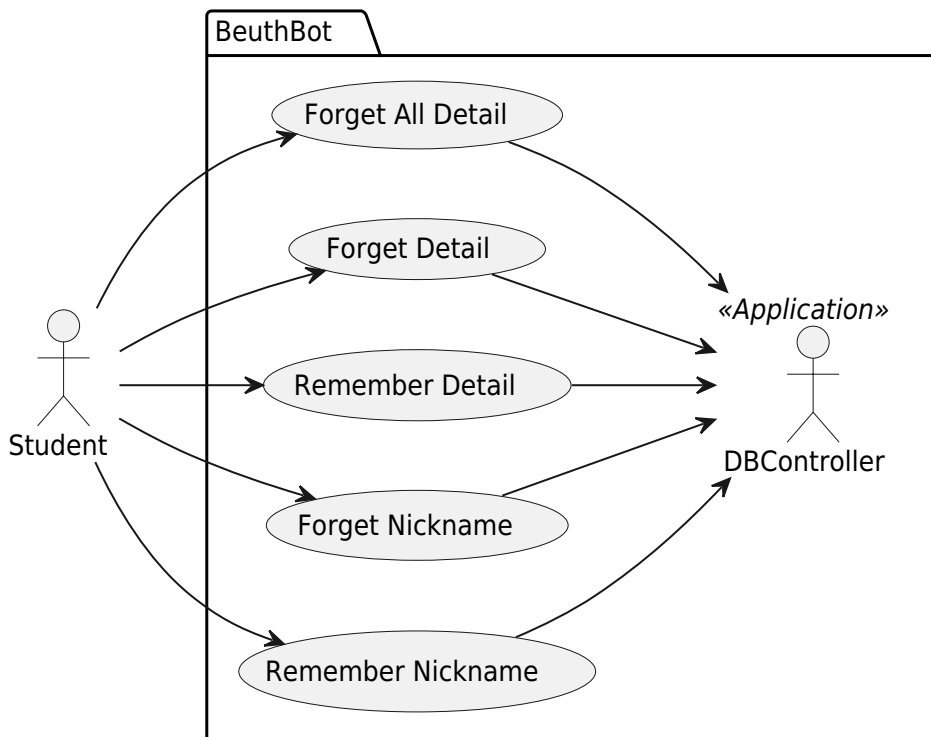 BeuthBot
Forget All Detail
Forget Detail
«Application»
Remember Detail
Student
DBController
Forget Nickname
Remember Nickname